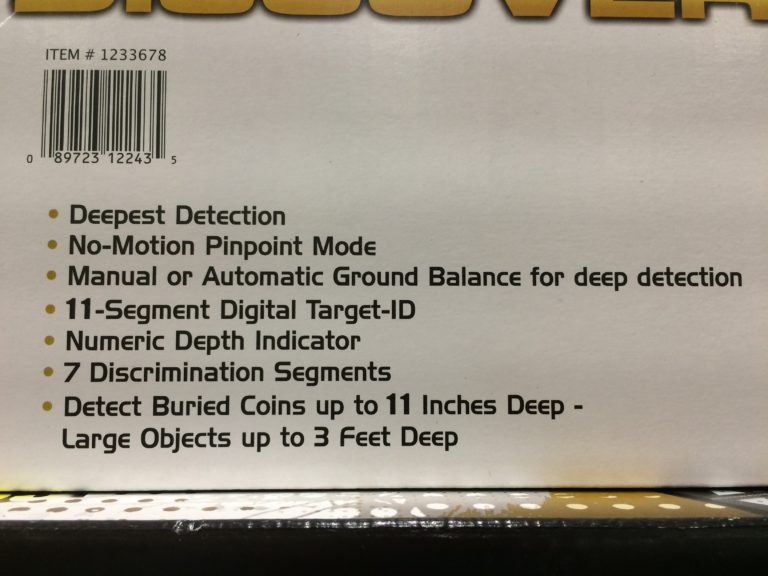 DISCOVER
ITEM # 1233678
0 89723 12243 5
• Deepest Detection
• No-Motion Pinpoint Mode
• Manual or Automatic Ground Balance for deep detection
• 11-Segment Digital Target-ID
• Numeric Depth Indicator
• 7 Discrimination Segments
• Detect Buried Coins up to 11 Inches Deep -
Large Objects up to 3 Feet Deep